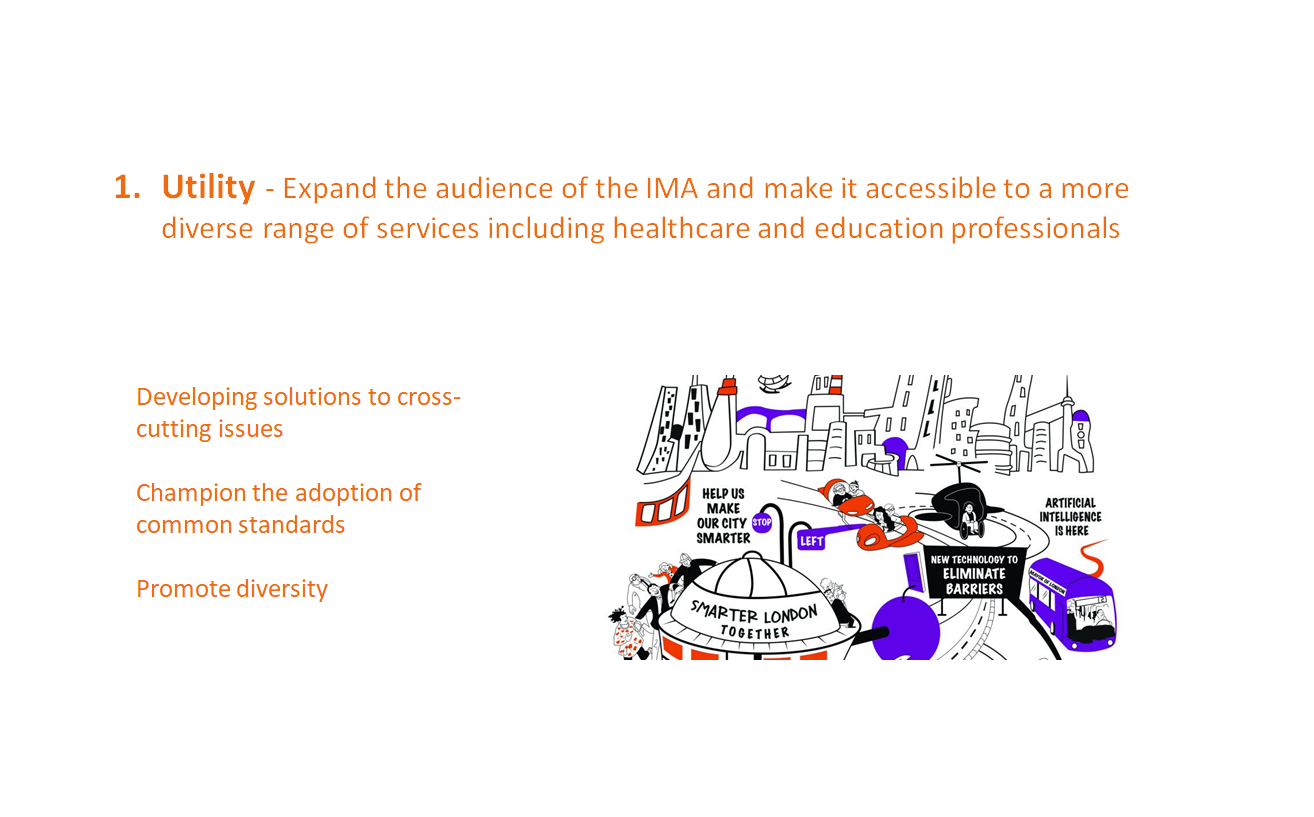 1. Utility - Expand the audience of the IMA and make it accessible to a more
diverse range of services including healthcare and education professionals
Developing solutions to cross-
cutting issues
Champion the adoption of
common standards
Promote diversity
HELP US
MAKE
OUR CITY
SMARTER
STOP
LEFT
ARTIFICIAL
INTELLIGENCE
IS HERE
NEW TECHNOLOGY TO
ELIMINATE
BARRIERS
MAYOR OF LONDON
SMARTER LONDON
TOGETHER